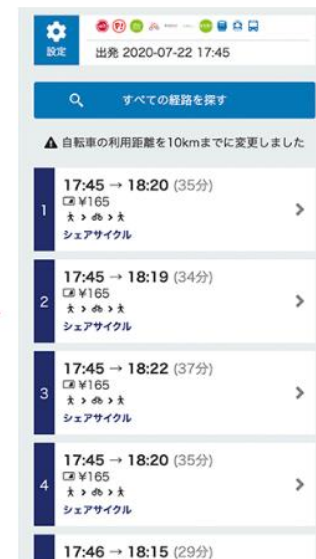 設定
出発 2020-07-22 17:45
すべての経路を探す
自転車の利用距離を10kmまでに変更しました
1
17:45 → 18:20 (35分)
¥165
シェアサイクル
2
17:45 → 18:19 (34分)
¥165
シェアサイクル
3
17:45 → 18:22 (37分)
¥165
シェアサイクル
4
17:45 → 18:20 (35分)
¥165
シェアサイクル
17:46 → 18:15 (29分)